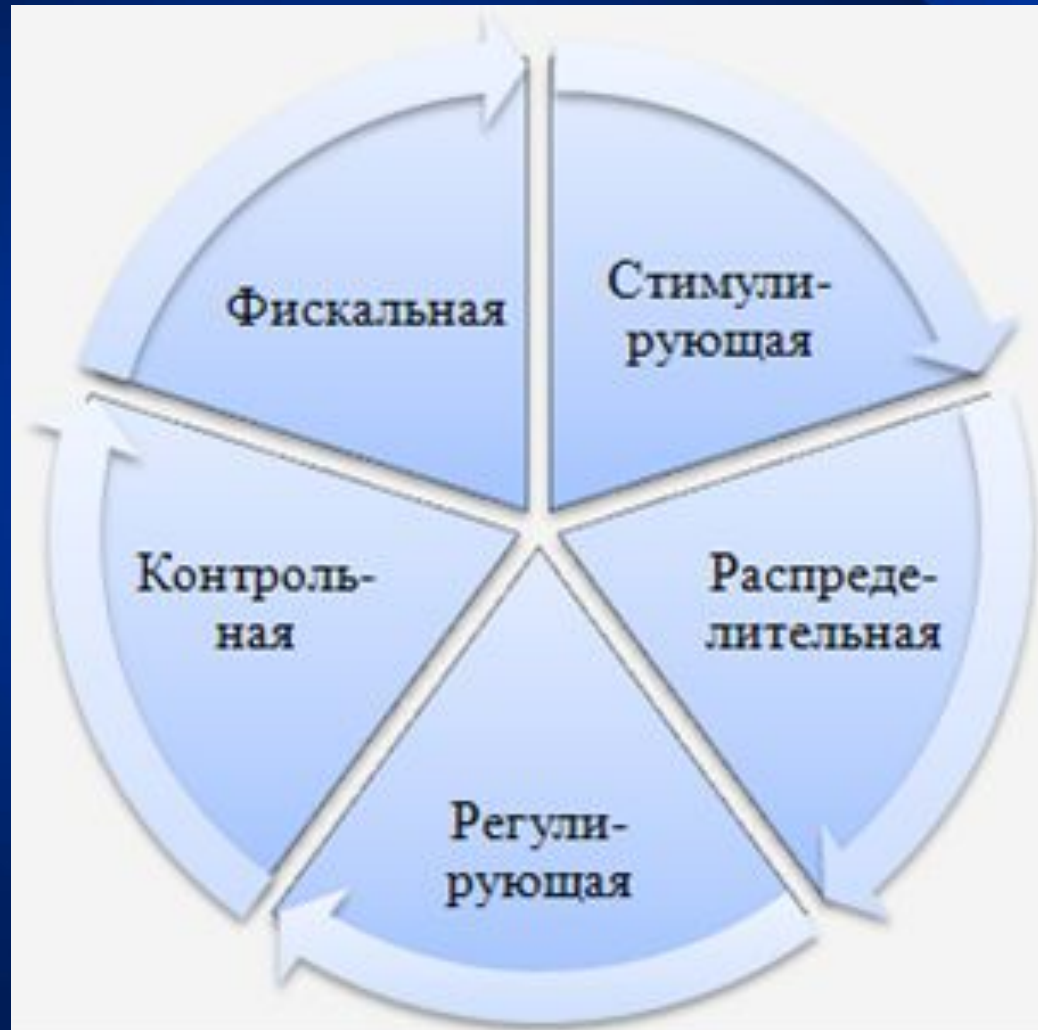 Фискальная
Стимули-
рующая
Контроль-
ная
Распреде-
лительная
Регули-
рующая